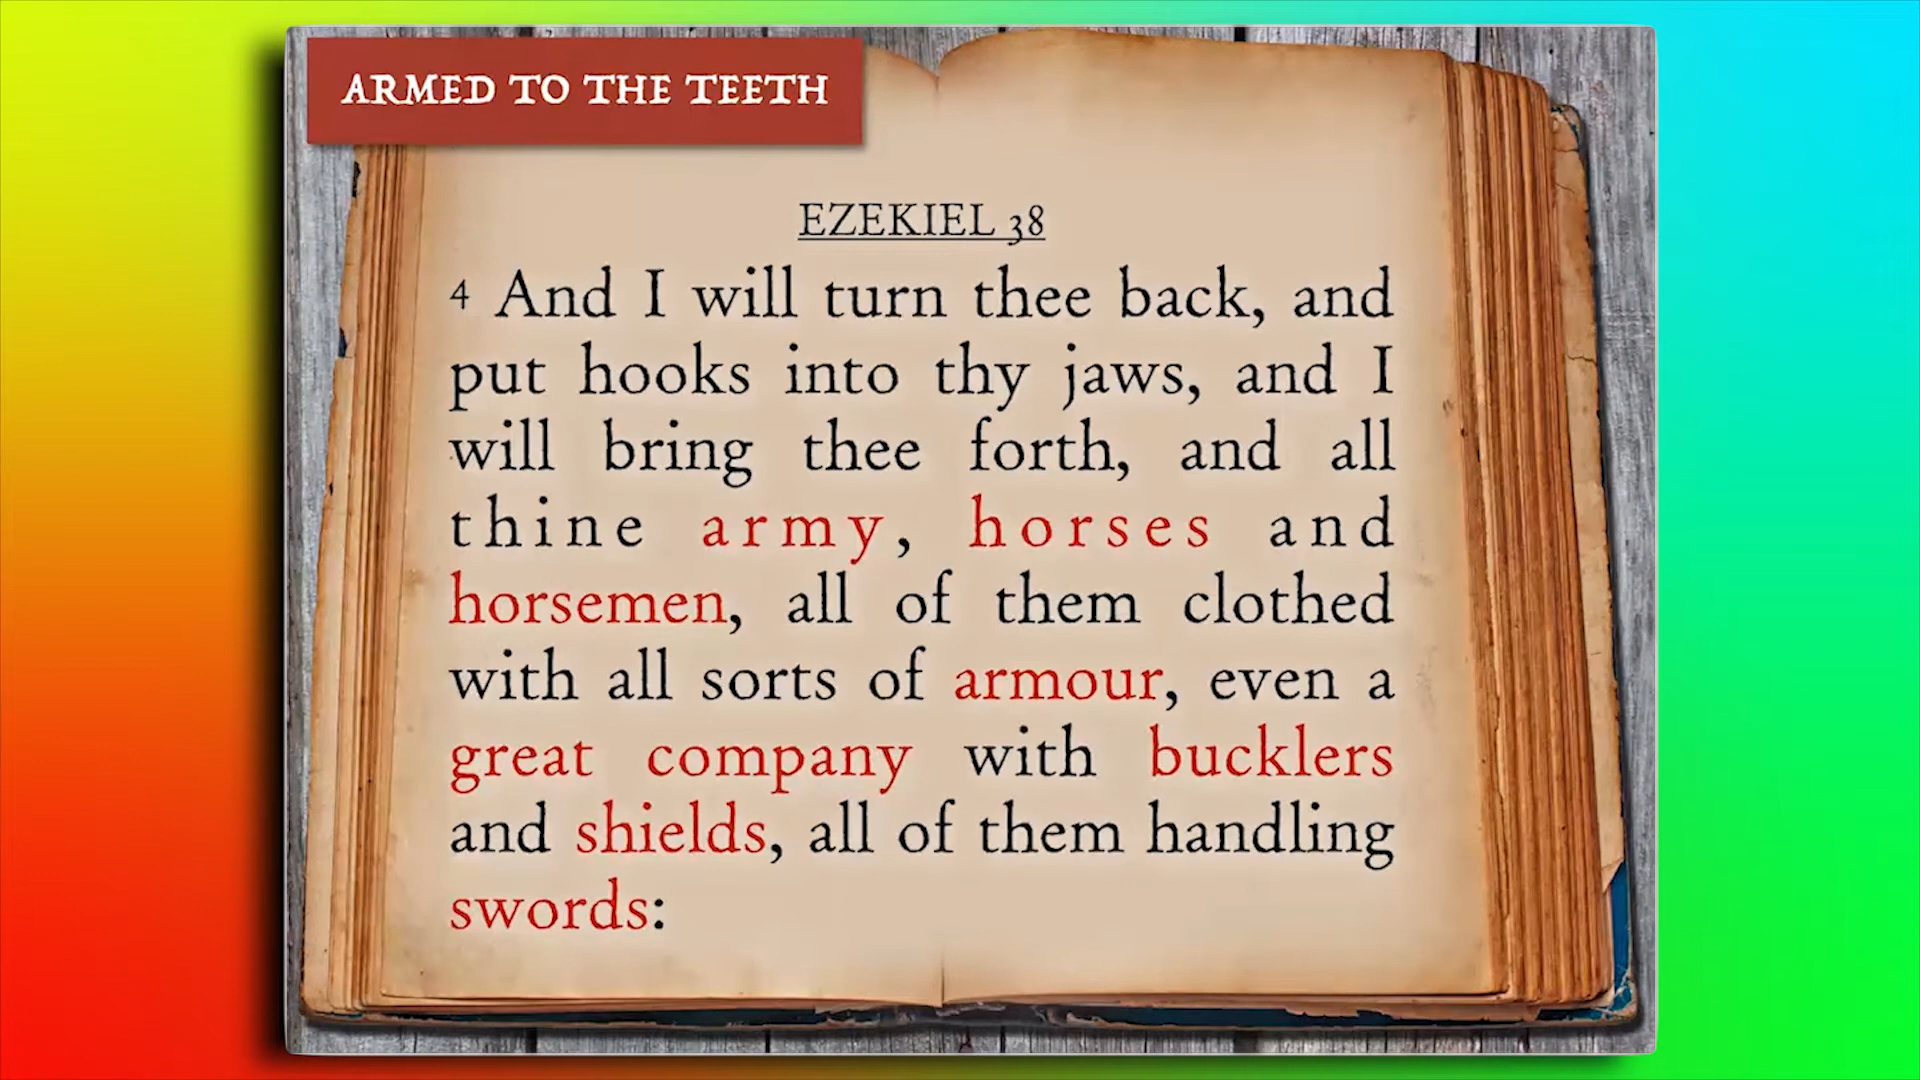 ARMED TO THE TEETH
EZEKIEL 38
4 And I will turn thee back, and
put hooks into thy jaws, and I
will bring thee forth, and all
thine army, horses and
horsemen, all of them clothed
with all sorts of armour, even a
great company with bucklers
and shields, all of them handling
swords: